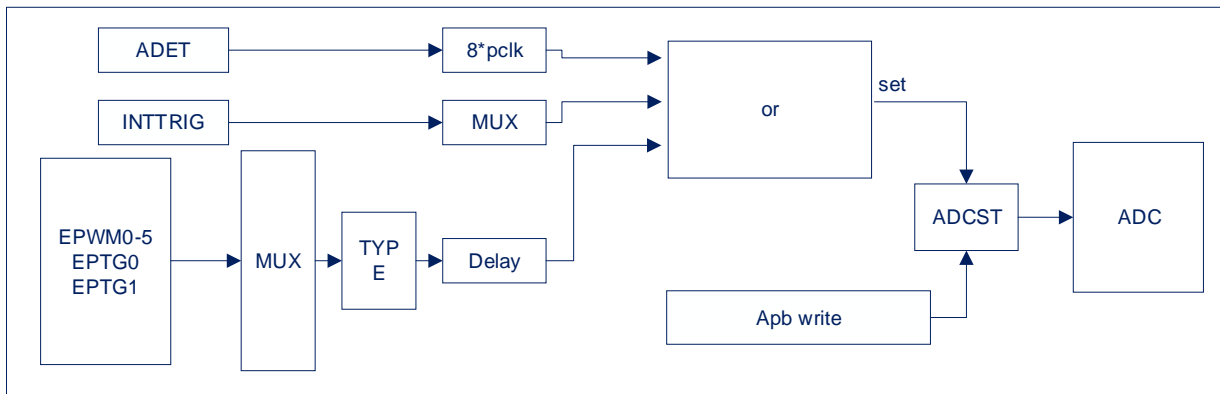 ADET
8*pclk
INTTRIG
MUX
or
set
EPWM0-5
EPTG0
EPTG1
MUX
TYP
E
Delay
ADCST
ADC
Apb write